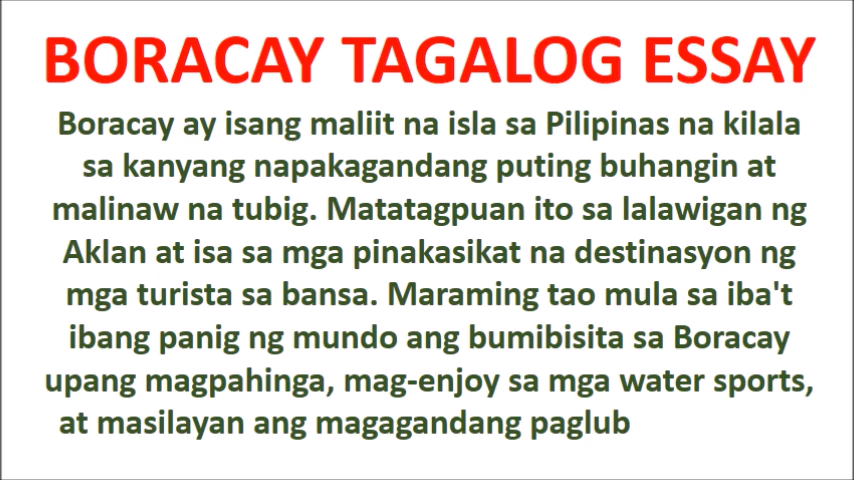 BORACAY TAGALOG ESSAY
Boracay ay isang maliit na isla sa Pilipinas na kilala
sa kanyang napakagandang puting buhangin at
malinaw na tubig. Matatagpuan ito sa lalawigan ng
Aklan at isa sa mga pinakasikat na destinasyon ng
mga turista sa bansa. Maraming tao mula sa iba't
ibang panig ng mundo ang bumibisita sa Boracay
upang magpahinga, mag-enjoy sa mga water sports,
at masilayan ang magagandang paglub